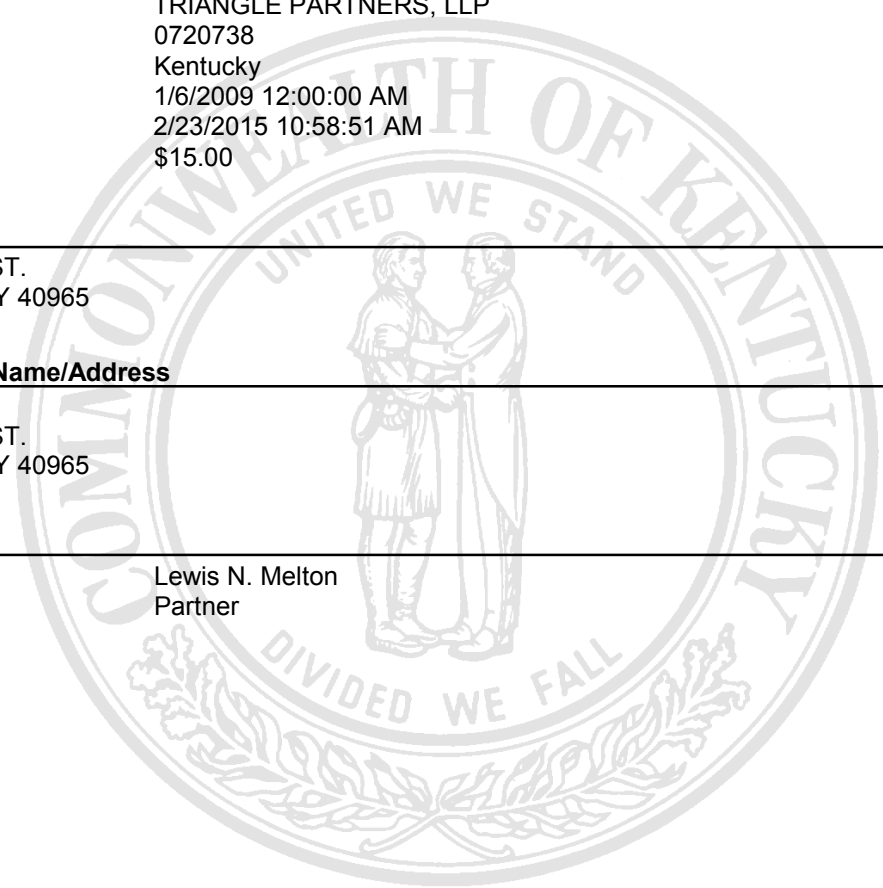 TRIANGLE PARTNERS, LLP
0720738
Kentucky
1/6/2009 12:00:00 AM
2/23/2015 10:58:51 AM
$15.00
ST.
Y 40965
Name/Address
ST.
Y 40965
Lewis N. Melton
Partner
COMMONWEALTH OF KENTUCKY
UNITED WE STAND
DIVIDED WE FALL